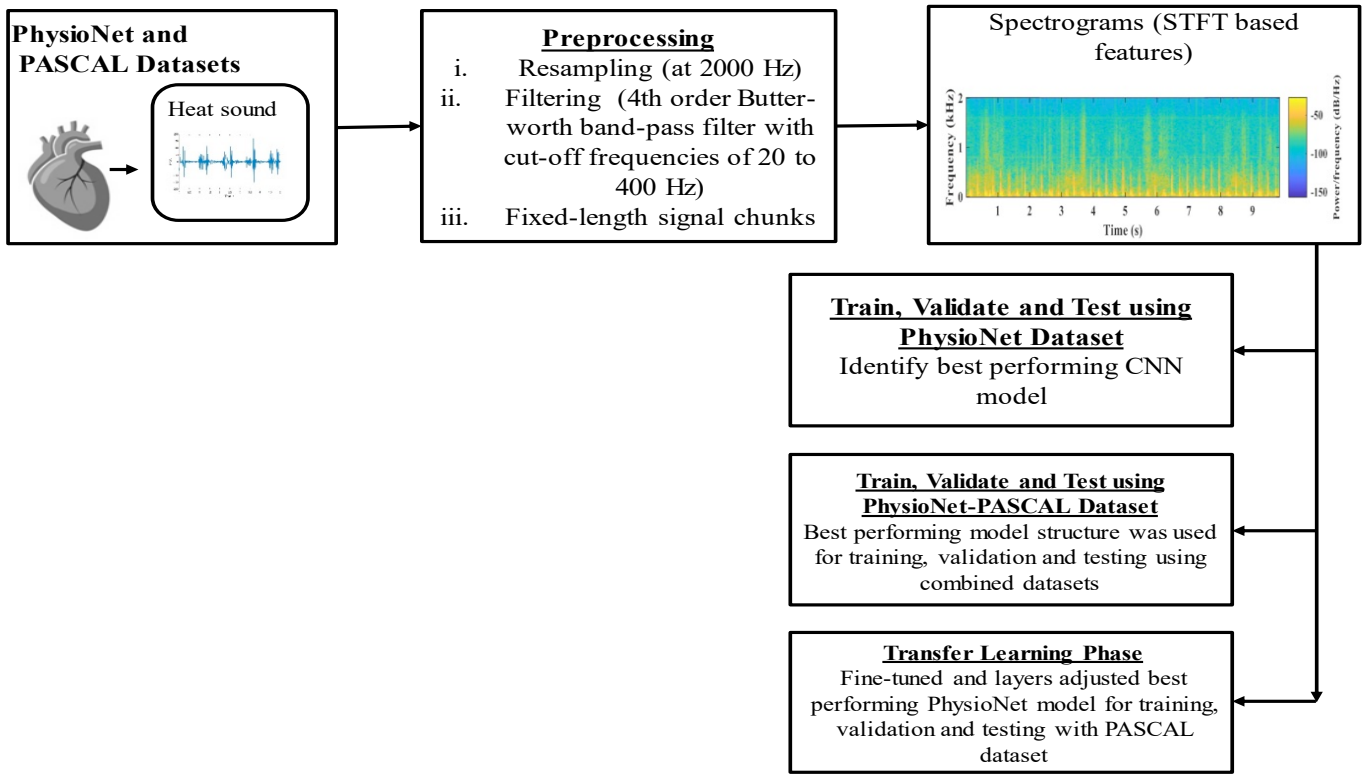 PhysioNet and
PASCAL Datasets
Heat sound
Preprocessing
i. Resampling (at 2000 Hz)
ii. Filtering (4th order Butter-
worth band-pass filter with
cut-off frequencies of 20 to
400 Hz)
iii. Fixed-length signal chunks
Spectrograms (STFT based
features)
Frequency (kHz)
2
1
0
1 2 3 4 5 6 7 8 9
Time (s)
-50
-100
-150
Power/frequency (dB/Hz)
Train, Validate and Test using
PhysioNet Dataset
Identify best performing CNN
model
Train, Validate and Test using
PhysioNet-PASCAL Dataset
Best performing model structure was used
for training, validation and testing using
combined datasets
Transfer Learning Phase
Fine-tuned and layers adjusted best
performing PhysioNet model for training,
validation and testing with PASCAL
dataset